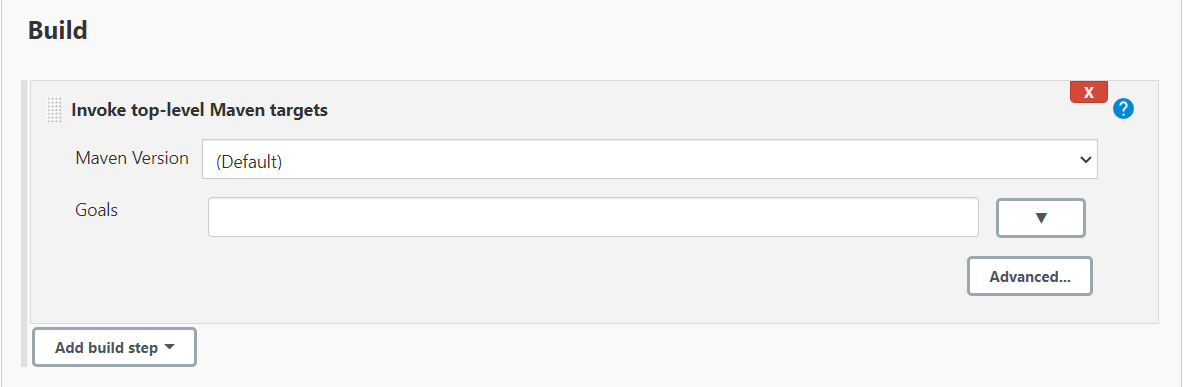 Build
Invoke top-level Maven targets
X
?
Maven Version
(Default)
Goals
Advanced...
Add build step